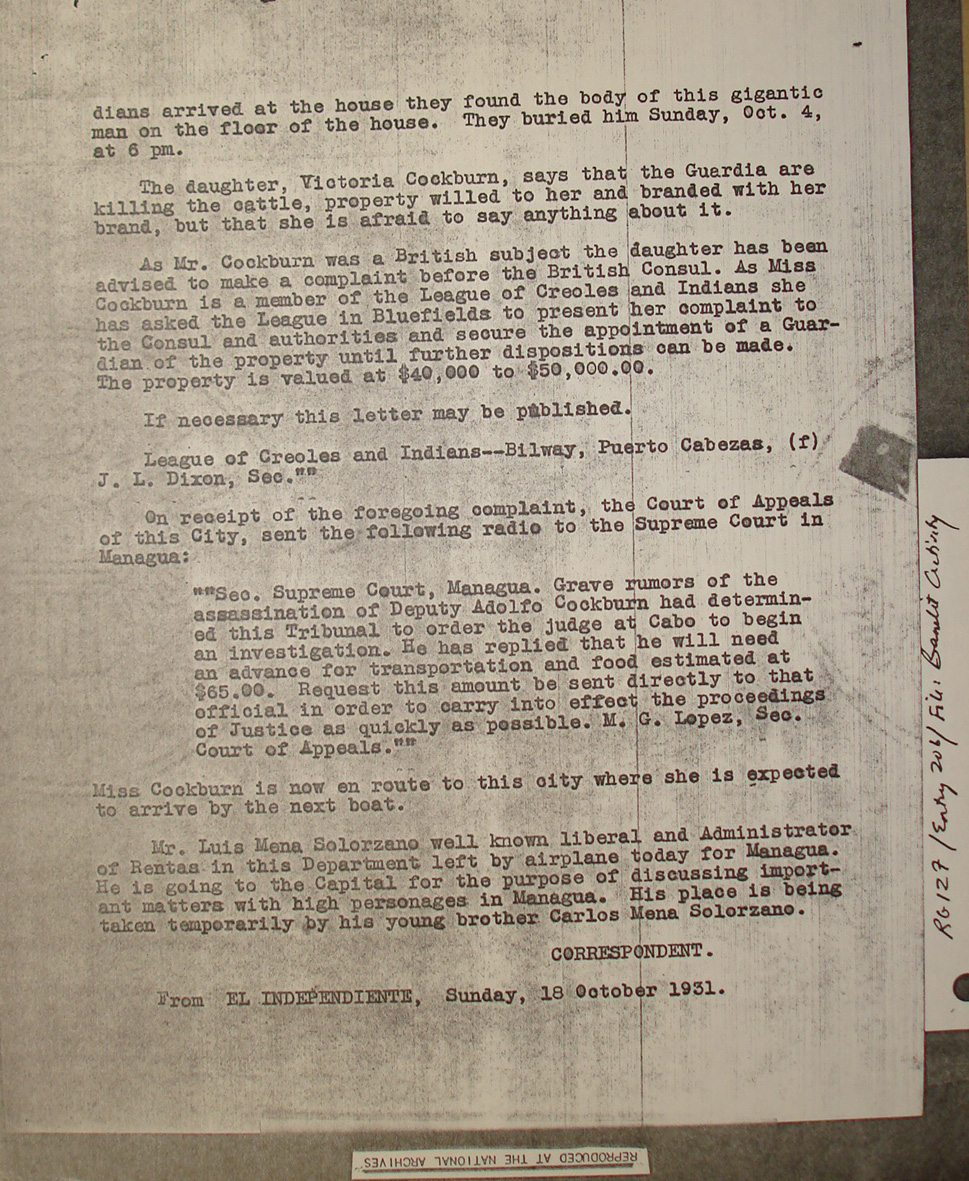 dians arrived at the house they found the body of this gigantic
man on the floor of the house. They buried him Sunday, Oct. 4,
at 6 pm.
The daughter, Victoria Cockburn, says that the Guardia are
killing the cattle, property willed to her and branded with her
brand, but that she is afraid to say anything about it.
As Mr. Cockburn was a British subject the daughter has been
advised to make a complaint before the British Consul. As Miss
Cockburn is a member of the League of Creoles and Indians she
has asked the League in Bluefields to present her complaint to
the Consul and authorities and secure the appointment of a Guar-
dian of the property until further dispositions can be made.
The property is valued at $40,000 to $50,000.00.
If necessary this letter may be published.
League of Creoles and Indians--Bilway, Puerto Cabezas, (f)
J. L. Dixon, Sec.""
On receipt of the foregoing complaint, the Court of Appeals
of this City, sent the following radio to the Supreme Court in
Managua:
""Sec. Supreme Court, Managua. Grave rumors of the
assassination of Deputy Adolfo Cockburn had determin-
ed this Tribunal to order the judge at Cabo to begin
an investigation. He has replied that he will need
an advance for transportation and food estimated at
$65.00. Request this amount be sent directly to that
official in order to carry into effect the proceedings
of Justice as quickly as possible. M. G. Lopez, Sec.
Court of Appeals.""
Miss Cockburn is now en route to this city where she is expected
to arrive by the next boat.
Mr. Luis Mena Solorzano well known liberal and Administrator
of Rentas in this Department left by airplane today for Managua.
He is going to the Capital for the purpose of discussing import-
ant matters with high personages in Managua. His place is being
taken temporarily by his young brother Carlos Mena Solorzano.
CORRESPONDENT.
From EL INDEPENDIENTE, Sunday, 18 October 1931.
RG127/Entry 206/File: Bandit Activity
REPRODUCED AT THE NATIONAL ARCHIVES